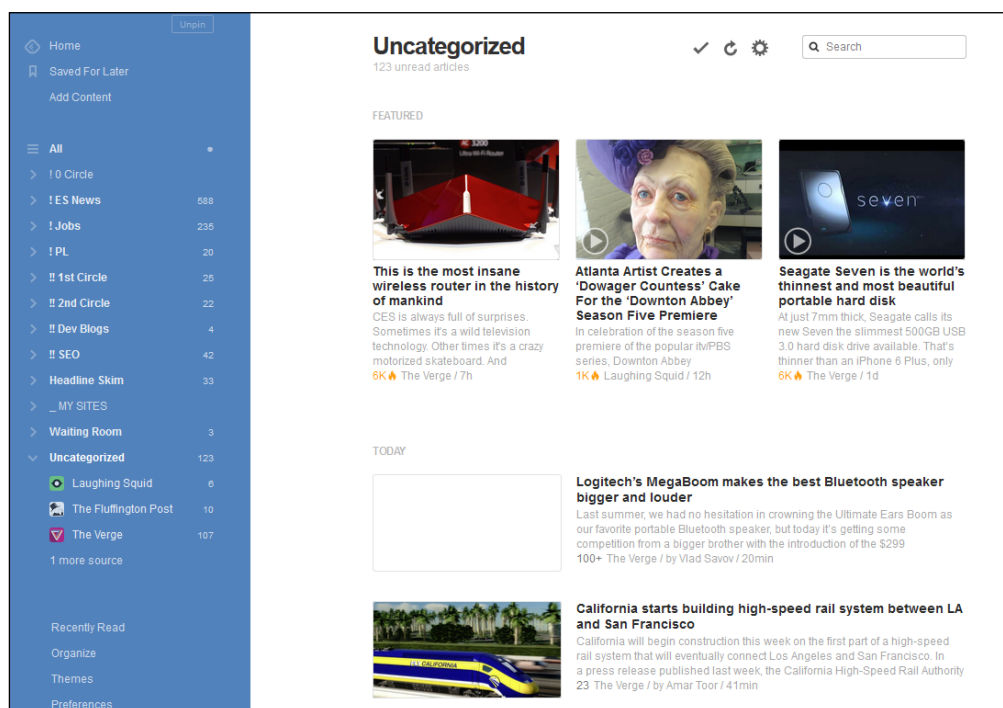 Unpin
Home
Saved For Later
Add Content
All
! 0 Circle
! ES News 588
! Jobs 235
! PL 20
!! 1st Circle 25
!! 2nd Circle 22
!! Dev Blogs 4
!! SEO 42
Headline Skim 33
_ MY SITES
Waiting Room 3
Uncategorized 123
Laughing Squid 6
The Fluffington Post 10
The Verge 107
1 more source
Recently Read
Organize
Themes
Preferences
Uncategorized
123 unread articles
Search
FEATURED
3200
Ultra Wi-Fi Router
This is the most insane
wireless router in the history
of mankind
CES is always full of surprises.
Sometimes it's a wild television
technology. Other times it's a crazy
motorized skateboard. And
6K The Verge / 7h
Atlanta Artist Creates a
‘Dowager Countess’ Cake
For the ‘Downton Abbey’
Season Five Premiere
In celebration of the season five
premiere of the popular itv/PBS
series, Downton Abbey
1K Laughing Squid / 12h
seven
Seagate Seven is the world’s
thinnest and most beautiful
portable hard disk
At just 7mm thick, Seagate calls its
new Seven the slimmest 500GB USB
3.0 hard disk drive available. That's
thinner than an iPhone 6 Plus, only
6K The Verge / 1d
TODAY
Logitech’s MegaBoom makes the best Bluetooth speaker
bigger and louder
Last summer, we had no hesitation in crowning the Ultimate Ears Boom as
our favorite portable Bluetooth speaker, but today it's getting some
competition from a bigger brother with the introduction of the $299
100+ The Verge / by Vlad Savov / 20min
CALIFORNIA
California starts building high-speed rail system between LA
and San Francisco
California will begin construction this week on the first part of a high-speed
rail system that will eventually connect Los Angeles and San Francisco. In
a press release published last week, the California High-Speed Rail Authority
23 The Verge / by Amar Toor / 41min